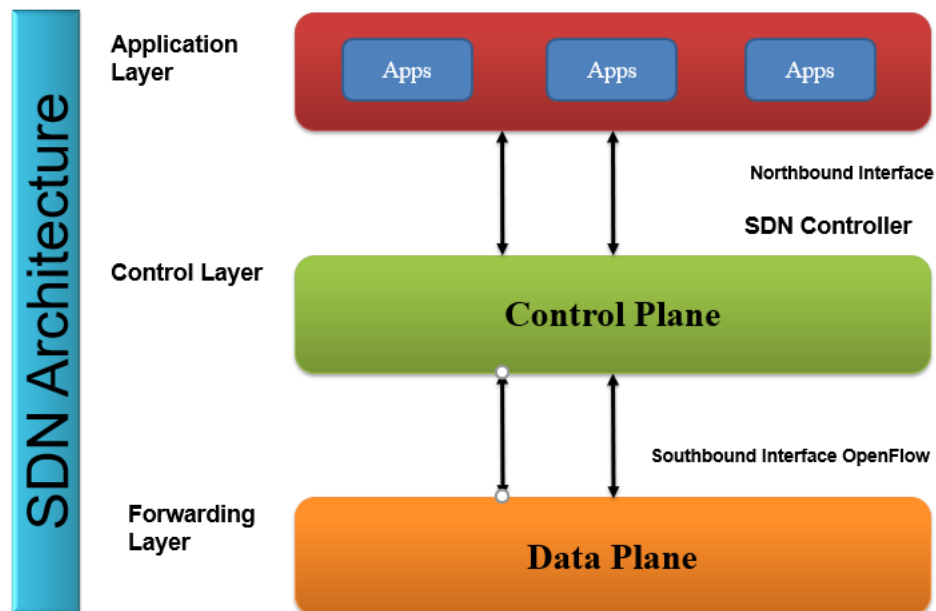 SDN Architecture
Application
Layer
Apps
Apps
Apps
Northbound Interface
SDN Controller
Control Layer
Control Plane
Southbound Interface OpenFlow
Forwarding
Layer
Data Plane